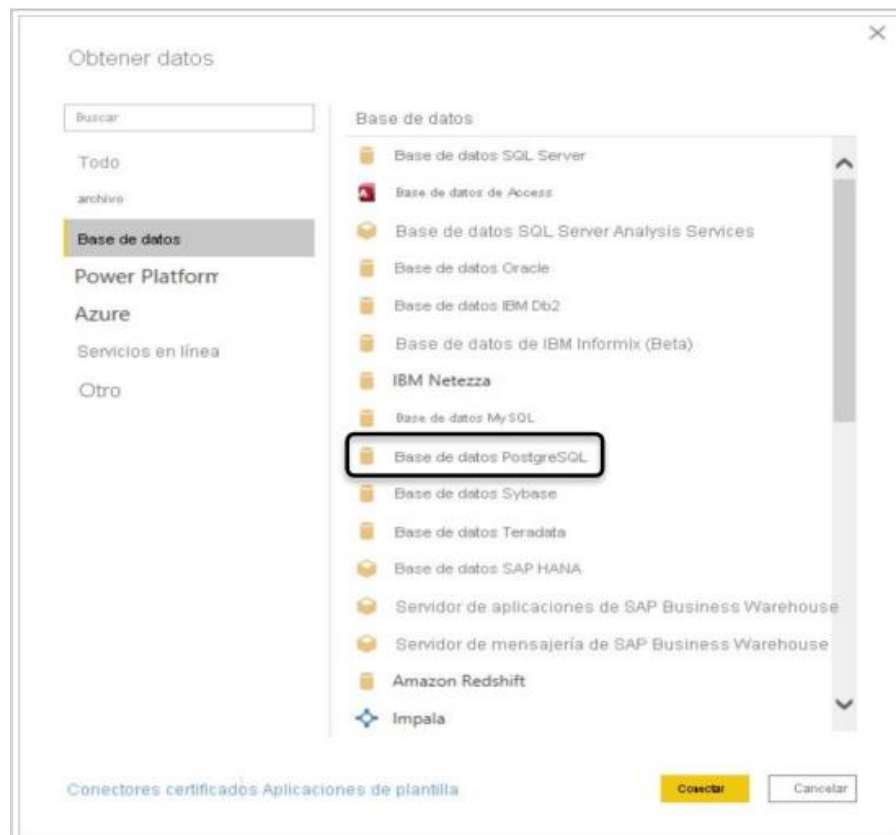 Obtener datos
Buscar
Todo
archivo
Base de datos
Power Platform
Azure
Servicios en línea
Otro
Base de datos
Base de datos SQL Server
Base de datos de Access
Base de datos SQL Server Analysis Services
Base de datos Oracle
Base de datos IBM Db2
Base de datos de IBM Informix (Beta)
IBM Netezza
Base de datos MySQL
Base de datos PostgreSQL
Base de datos Sybase
Base de datos Teradata
Base de datos SAP HANA
Servidor de aplicaciones de SAP Business Warehouse
Servidor de mensajería de SAP Business Warehouse
Amazon Redshift
Impala
Conectores certificados Aplicaciones de plantilla
Conectar
Cancelar